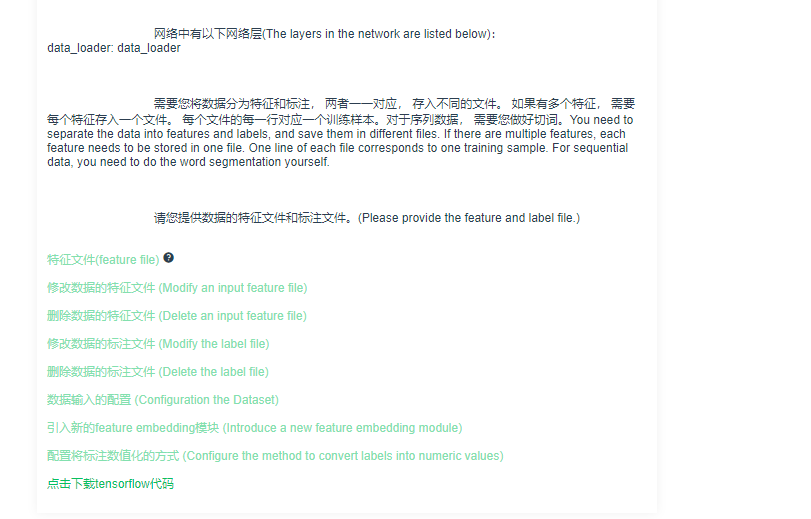 网络中有以下网络层(The layers in the network are listed below)：
data_loader: data_loader
需要您将数据分为特征和标注， 两者一一对应， 存入不同的文件。 如果有多个特征， 需要
每个特征存入一个文件。 每个文件的每一行对应一个训练样本。对于序列数据， 需要您做好切词。You need to
separate the data into features and labels, and save them in different files. If there are multiple features, each
feature needs to be stored in one file. One line of each file corresponds to one training sample. For sequential
data, you need to do the word segmentation yourself.
请您提供数据的特征文件和标注文件。(Please provide the feature and label file.)
特征文件(feature file) ?
修改数据的特征文件 (Modify an input feature file)
删除数据的特征文件 (Delete an input feature file)
修改数据的标注文件 (Modify the label file)
删除数据的标注文件 (Delete the label file)
数据输入的配置 (Configuration the Dataset)
引入新的feature embedding模块 (Introduce a new feature embedding module)
配置将标注数值化的方式 (Configure the method to convert labels into numeric values)
点击下载tensorflow代码